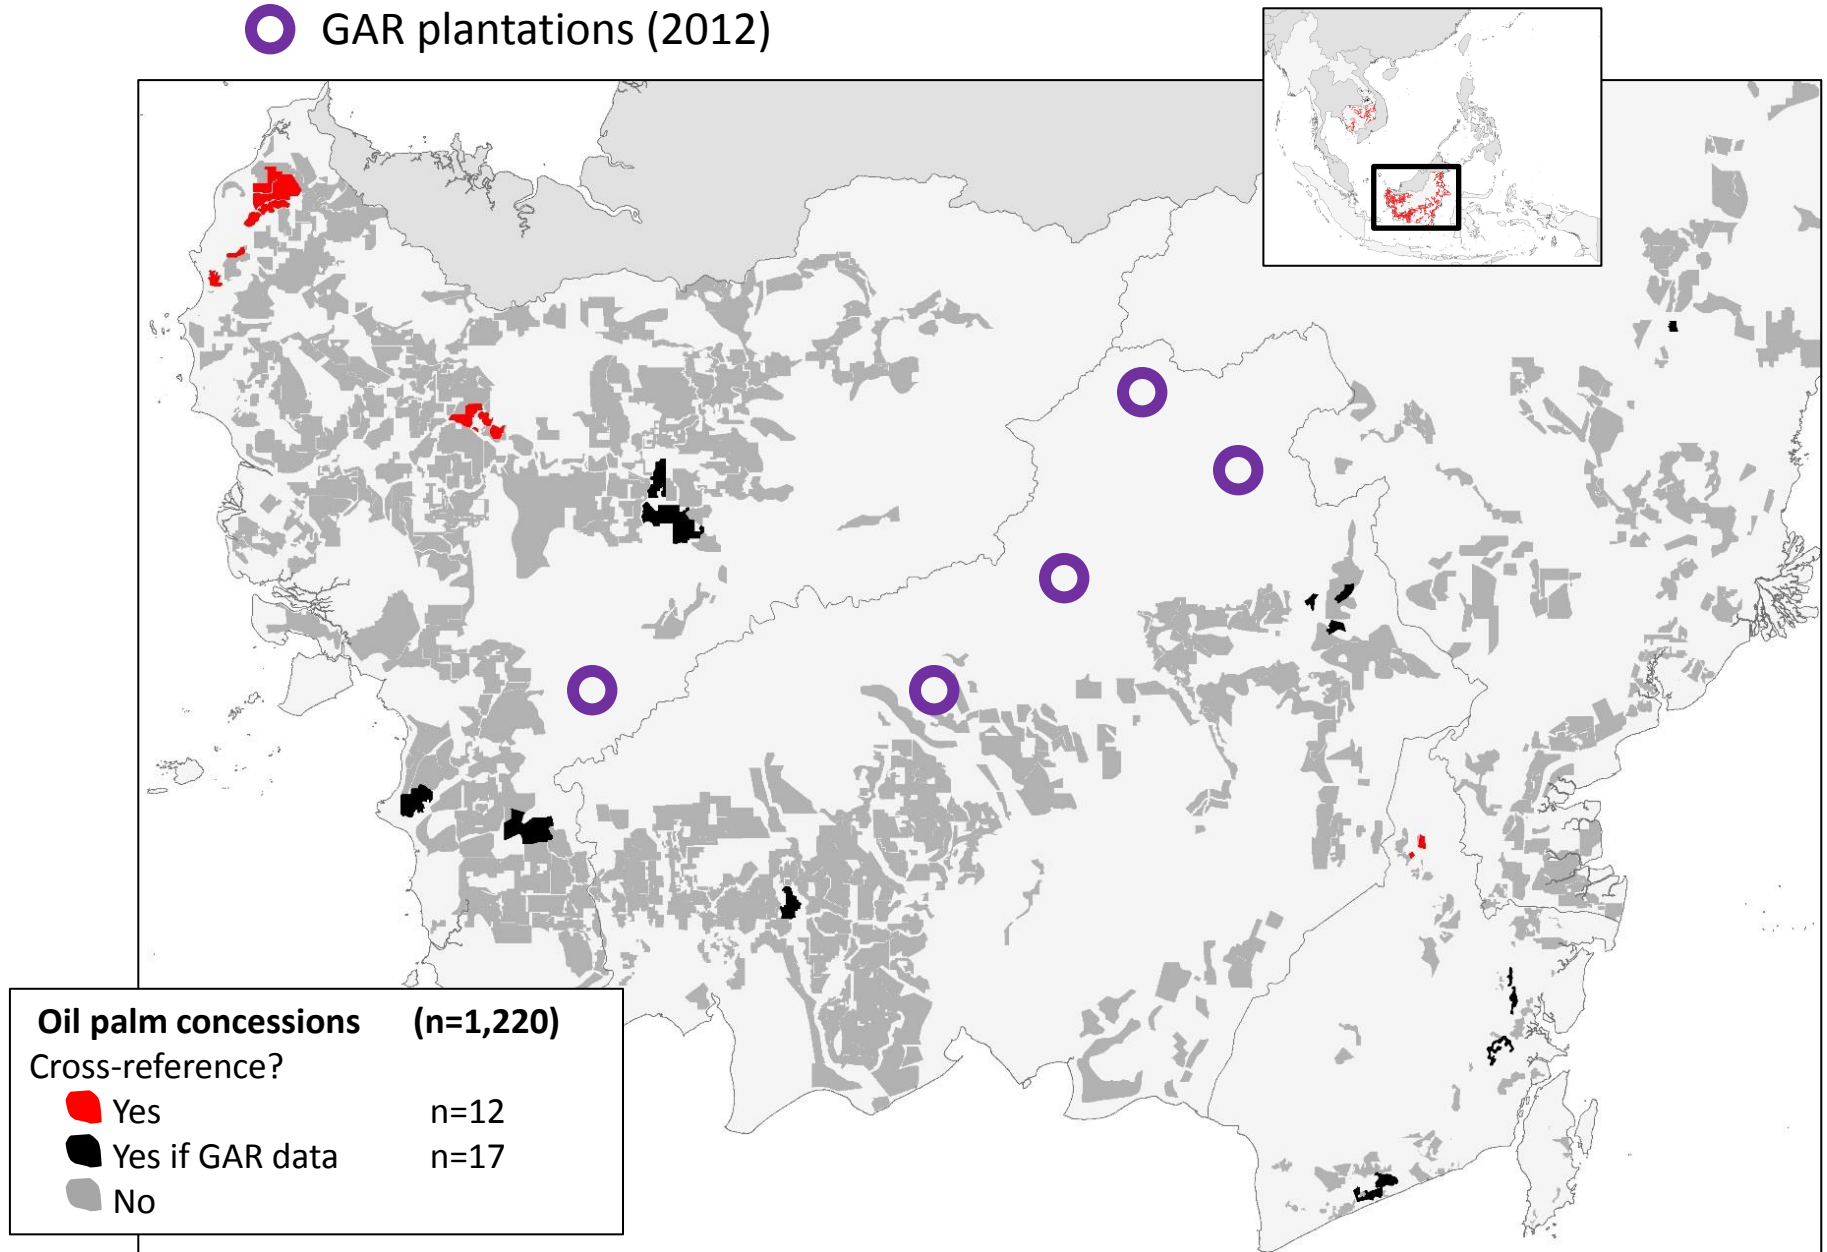 GAR plantations (2012)
Oil palm concessions (n=1,220)
Cross-reference?
Yes n=12
Yes if GAR data n=17
No